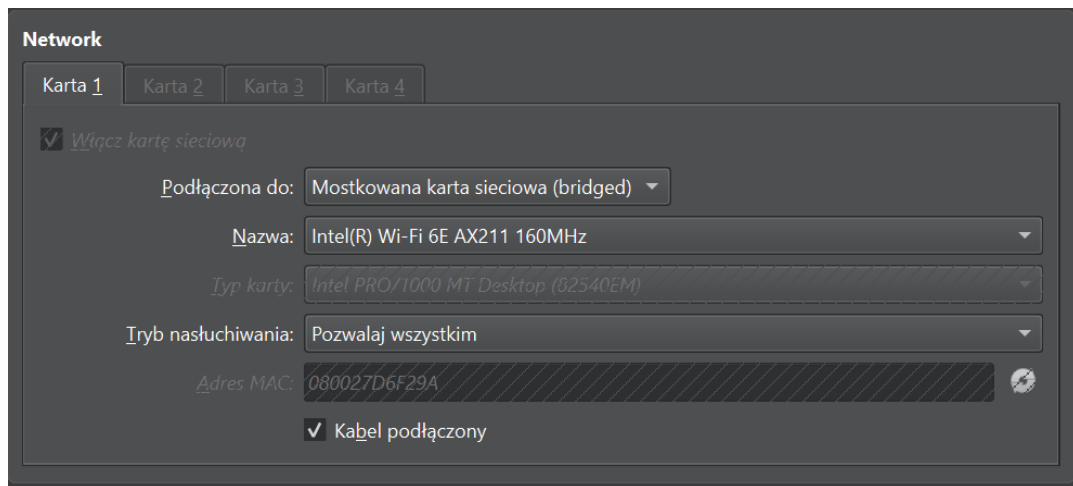 Network
Karta 1 Karta 2 Karta 3 Karta 4
Włącz kartę sieciową
Podłączona do: Mostkowana karta sieciowa (bridged)
Nazwa: Intel(R) Wi-Fi 6E AX211 160MHz
Typ karty: Intel PRO/1000 MT Desktop (82540EM)
Tryb nasłuchiwania: Pozwalaj wszystkim
Adres MAC: 080027D6F29A
Kabel podłączony